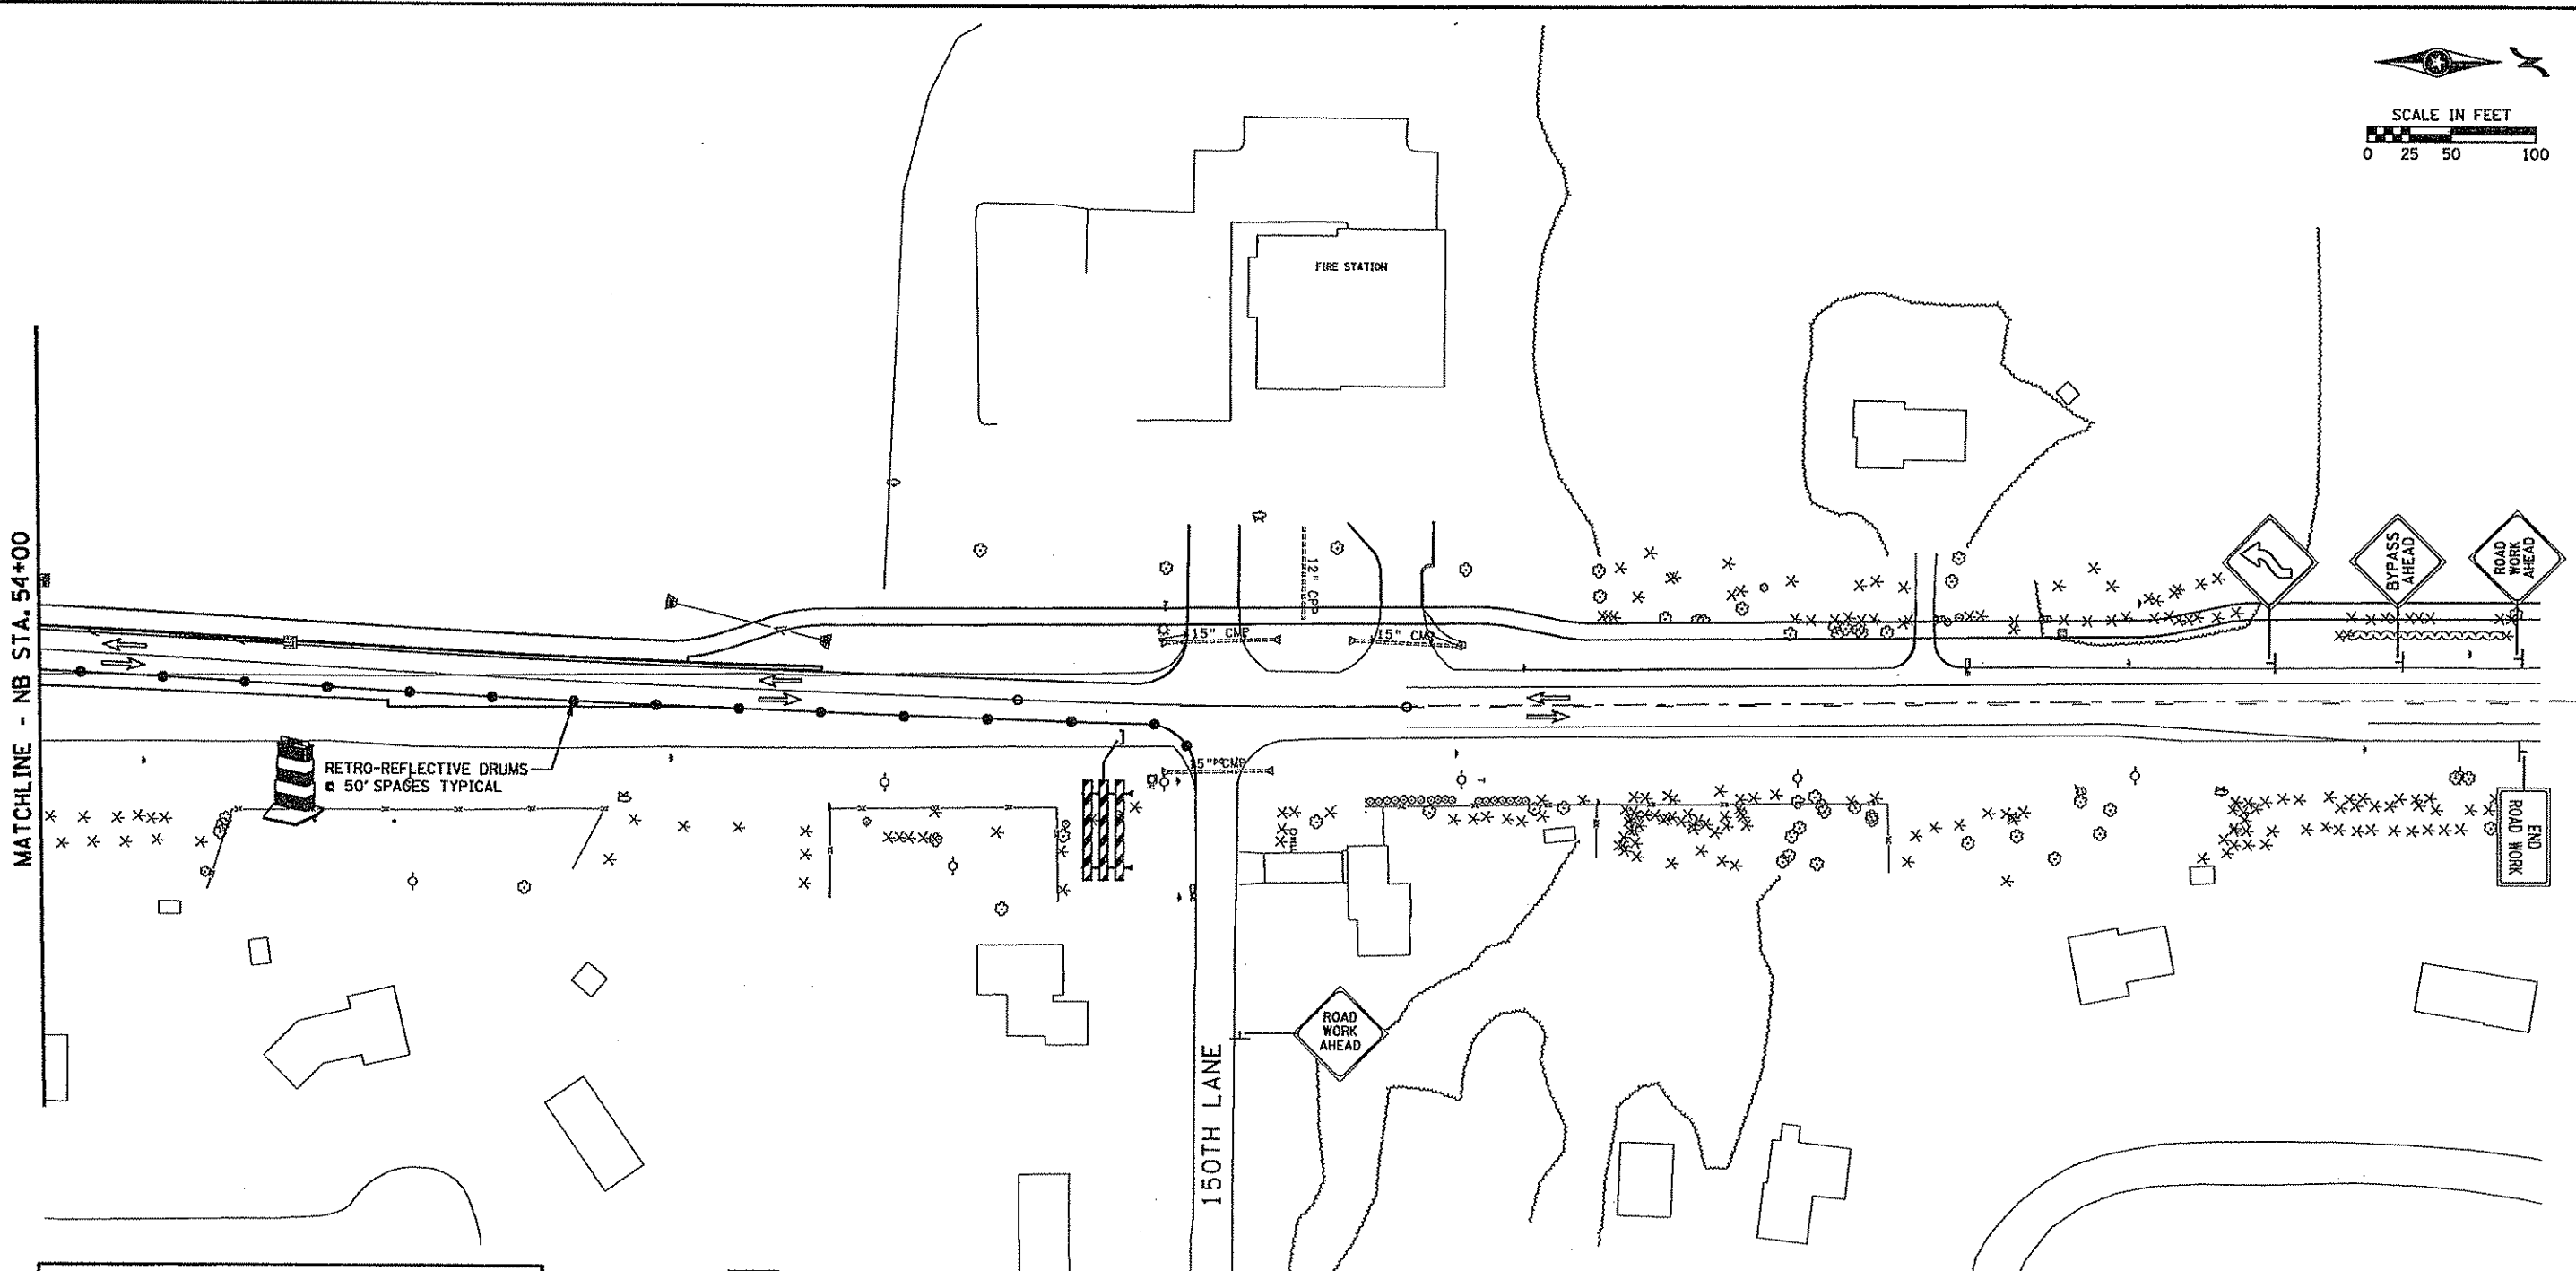 SCALE IN FEET
0 25 50 100
FIRE STATION
MATCHLINE - NB STA. 54+00
12" CPP
15" CMP
15" CMP
BYPASS
AHEAD
ROAD
WORK
AHEAD
RETRO-REFLECTIVE DRUMS
@ 50' SPACES TYPICAL
15" CMP
END
ROAD WORK
ROAD
WORK
AHEAD
150TH LANE